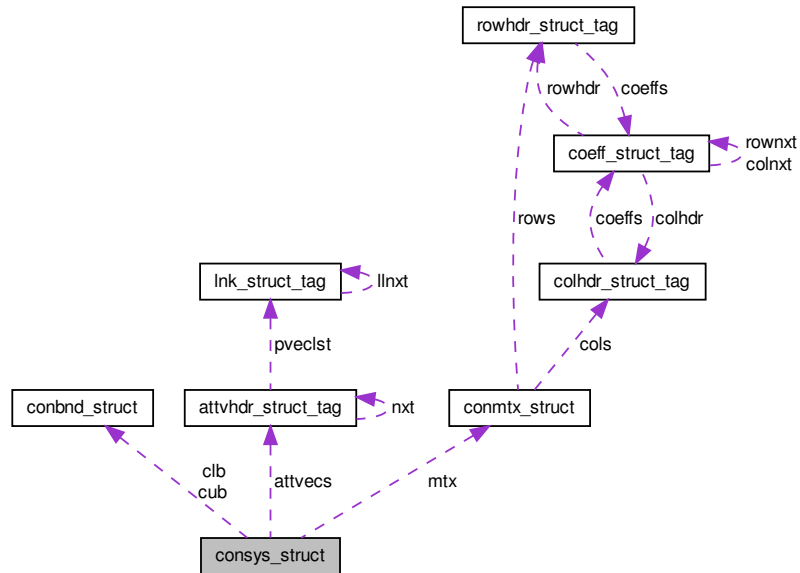 rowhdr_struct_tag
rowhdr
coeffs
coeff_struct_tag
rownxt
colnxt
rows
coeffs
colhdr
lnk_struct_tag
llnxt
colhdr_struct_tag
pveclst
cols
conbnd_struct
attvhdr_struct_tag
nxt
conmtx_struct
clb
cub
attvecs
mtx
consys_struct